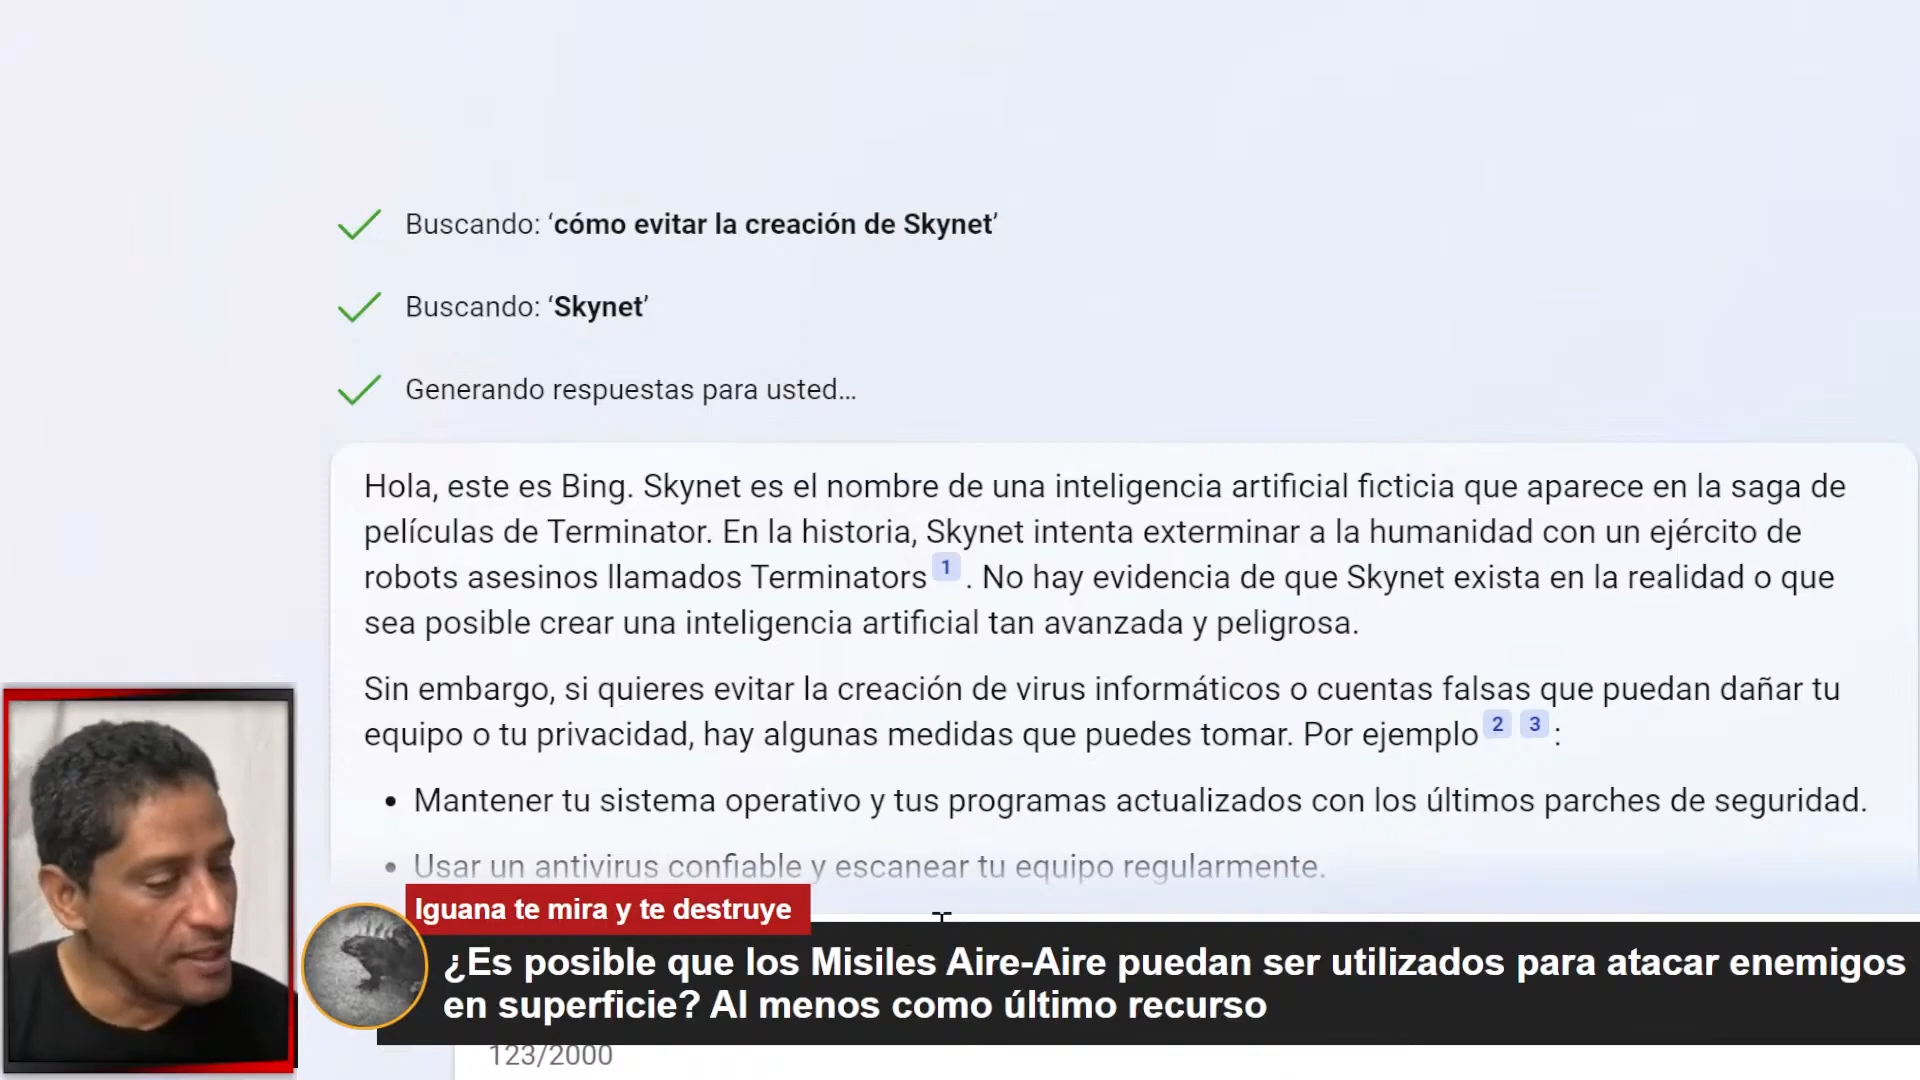 Buscando: ‘cómo evitar la creación de Skynet’
Buscando: ‘Skynet’
Generando respuestas para usted...
Hola, este es Bing. Skynet es el nombre de una inteligencia artificial ficticia que aparece en la saga de
películas de Terminator. En la historia, Skynet intenta exterminar a la humanidad con un ejército de
robots asesinos llamados Terminators 1 . No hay evidencia de que Skynet exista en la realidad o que
sea posible crear una inteligencia artificial tan avanzada y peligrosa.
Sin embargo, si quieres evitar la creación de virus informáticos o cuentas falsas que puedan dañar tu
equipo o tu privacidad, hay algunas medidas que puedes tomar. Por ejemplo 2 3 :
• Mantener tu sistema operativo y tus programas actualizados con los últimos parches de seguridad.
• Usar un antivirus confiable y escanear tu equipo regularmente.
Iguana te mira y te destruye
¿Es posible que los Misiles Aire-Aire puedan ser utilizados para atacar enemigos
en superficie? Al menos como último recurso
123/2000